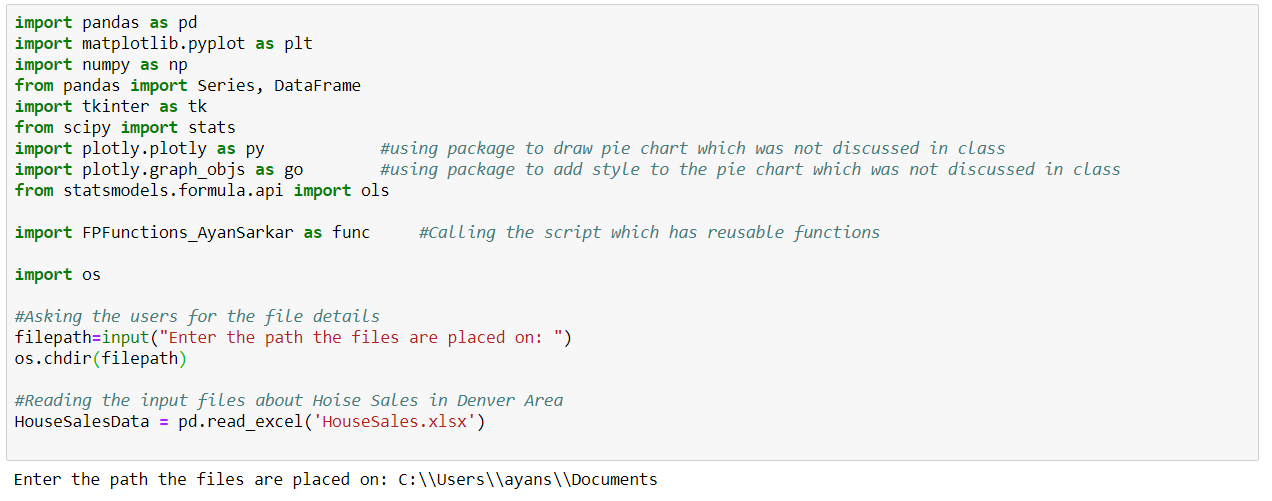 import pandas as pd
import matplotlib.pyplot as plt
import numpy as np
from pandas import Series, DataFrame
import tkinter as tk
from scipy import stats
import plotly.plotly as py #using package to draw pie chart which was not discussed in class
import plotly.graph_objs as go #using package to add style to the pie chart which was not discussed in class
from statsmodels.formula.api import ols
import FPFunctions_AyanSarkar as func #Calling the script which has reusable functions
import os
#Asking the users for the file details
filepath=input("Enter the path the files are placed on: ")
os.chdir(filepath)
#Reading the input files about Hoise Sales in Denver Area
HouseSalesData = pd.read_excel('HouseSales.xlsx')
Enter the path the files are placed on: C:\\Users\\ayans\\Documents